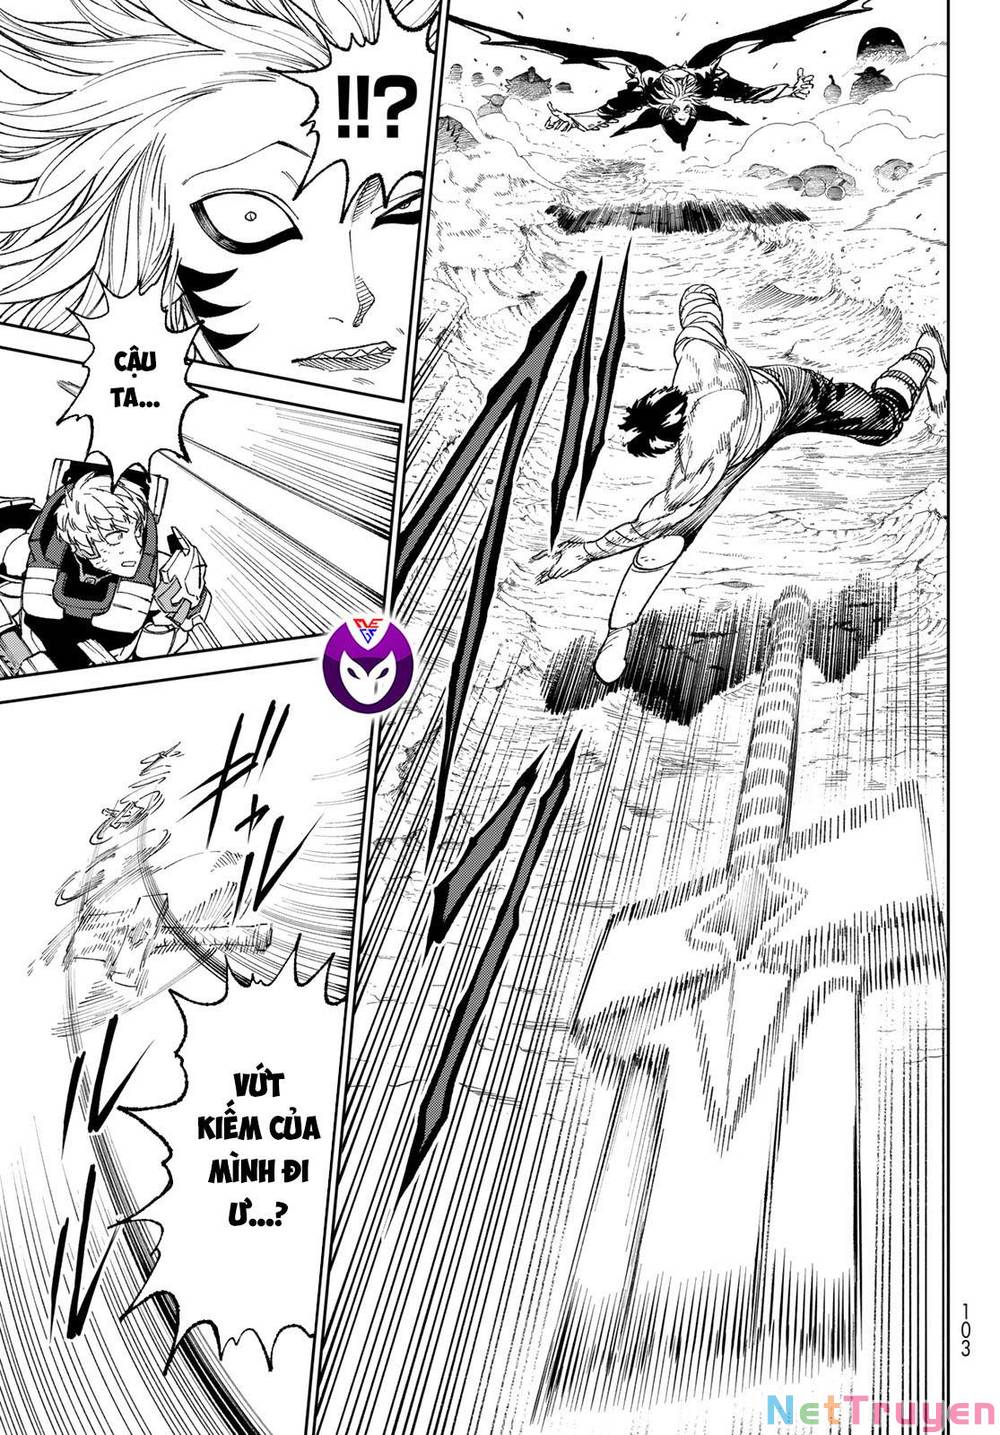 !!?
CẬU
TA...
VỨT
KIẾM CỦA
MÌNH ĐI
Ư...?
103
NetTruyen